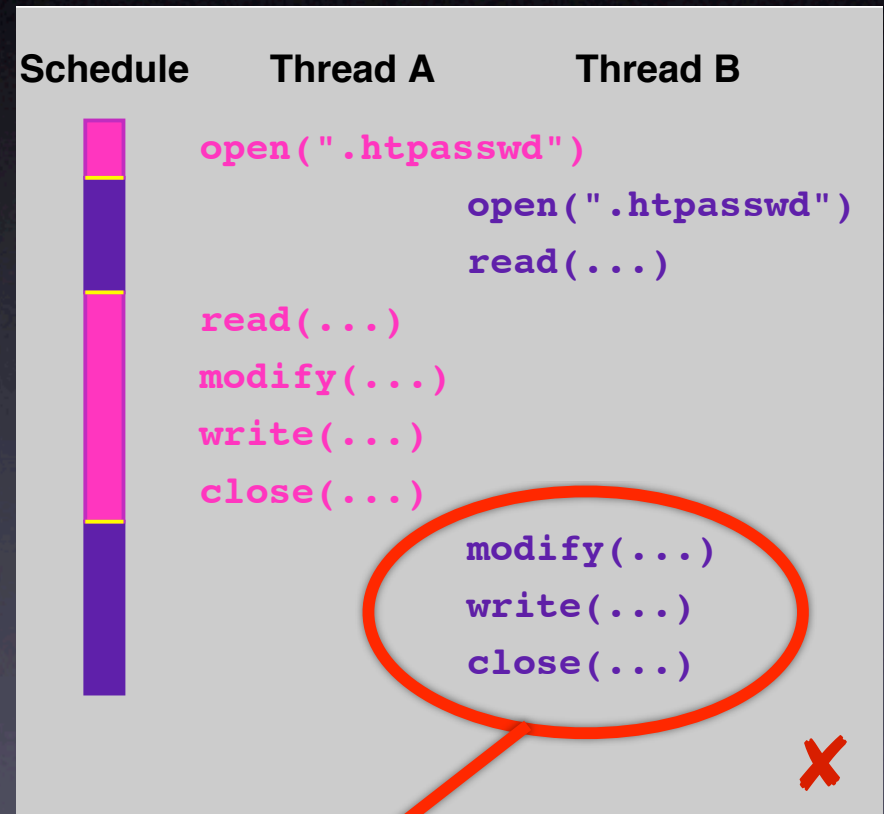 Schedule Thread A Thread B
open(".htpasswd")
open(".htpasswd")
read(...)
read(...)
modify(...)
write(...)
close(...)
modify(...)
write(...)
close(...)
✘